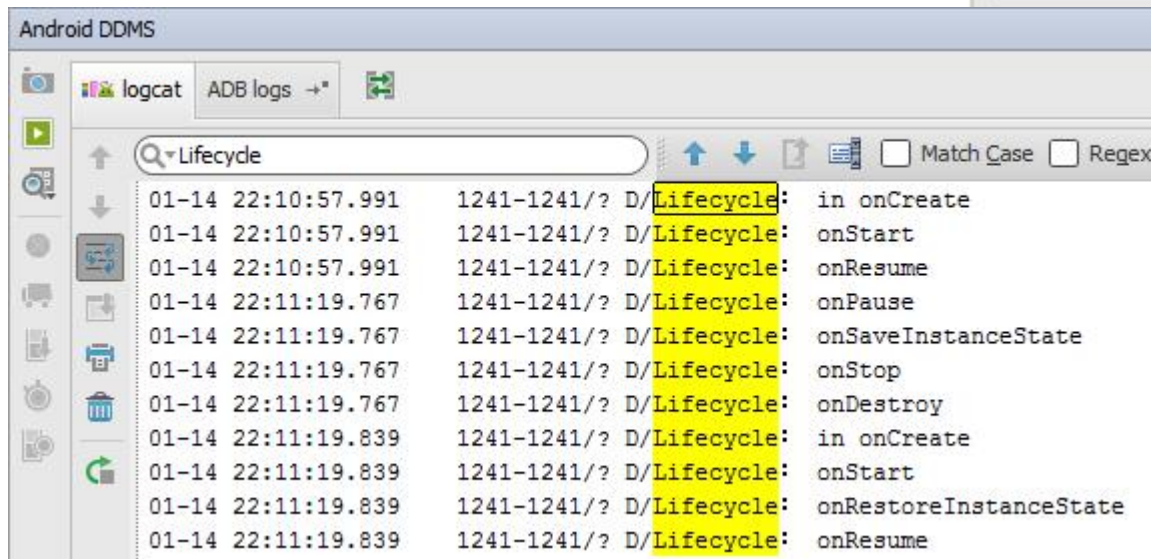 Android DDMS
logcat ADB logs
Lifecycle Match Case Regex
01-14 22:10:57.991 1241-1241/? D/Lifecycle: in onCreate
01-14 22:10:57.991 1241-1241/? D/Lifecycle: onStart
01-14 22:10:57.991 1241-1241/? D/Lifecycle: onResume
01-14 22:11:19.767 1241-1241/? D/Lifecycle: onPause
01-14 22:11:19.767 1241-1241/? D/Lifecycle: onSaveInstanceState
01-14 22:11:19.767 1241-1241/? D/Lifecycle: onStop
01-14 22:11:19.767 1241-1241/? D/Lifecycle: onDestroy
01-14 22:11:19.839 1241-1241/? D/Lifecycle: in onCreate
01-14 22:11:19.839 1241-1241/? D/Lifecycle: onStart
01-14 22:11:19.839 1241-1241/? D/Lifecycle: onRestoreInstanceState
01-14 22:11:19.839 1241-1241/? D/Lifecycle: onResume